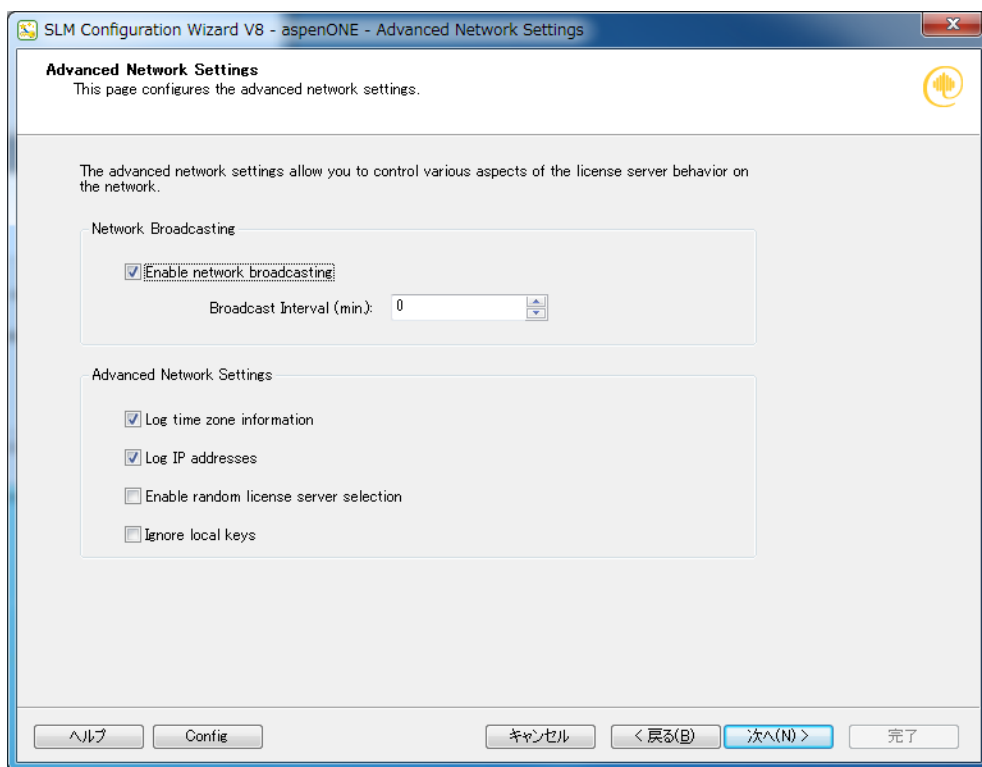 SLM Configuration Wizard V8 - aspenONE - Advanced Network Settings
Advanced Network Settings
This page configures the advanced network settings.
The advanced network settings allow you to control various aspects of the license server behavior on
the network.
Network Broadcasting
Enable network broadcasting
Broadcast Interval (min.): 0
Advanced Network Settings
Log time zone information
Log IP addresses
Enable random license server selection
Ignore local keys
ヘルプ Config キャンセル < 戻る(B) 次へ(N) > 完了